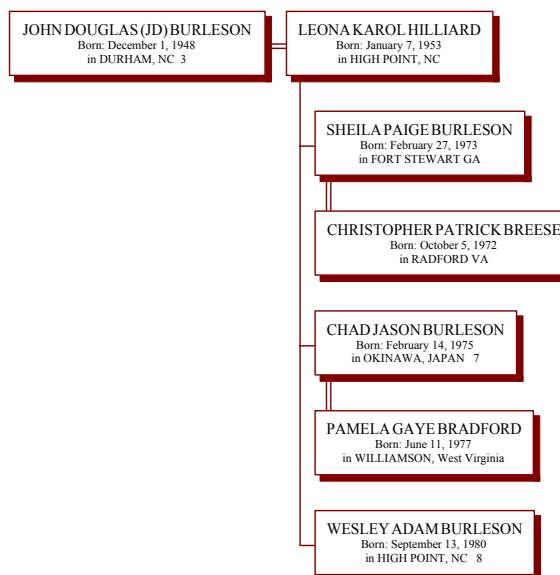 JOHN DOUGLAS (JD) BURLESON
Born: December 1, 1948
in DURHAM, NC 3
LEONA KAROL HILLIARD
Born: January 7, 1953
in HIGH POINT, NC
SHEILA PAIGE BURLESON
Born: February 27, 1973
in FORT STEWART GA
CHRISTOPHER PATRICK BREESE
Born: October 5, 1972
in RADFORD VA
CHAD JASON BURLESON
Born: February 14, 1975
in OKINAWA, JAPAN 7
PAMELA GAYE BRADFORD
Born: June 11, 1977
in WILLIAMSON, West Virginia
WESLEY ADAM BURLESON
Born: September 13, 1980
in HIGH POINT, NC 8